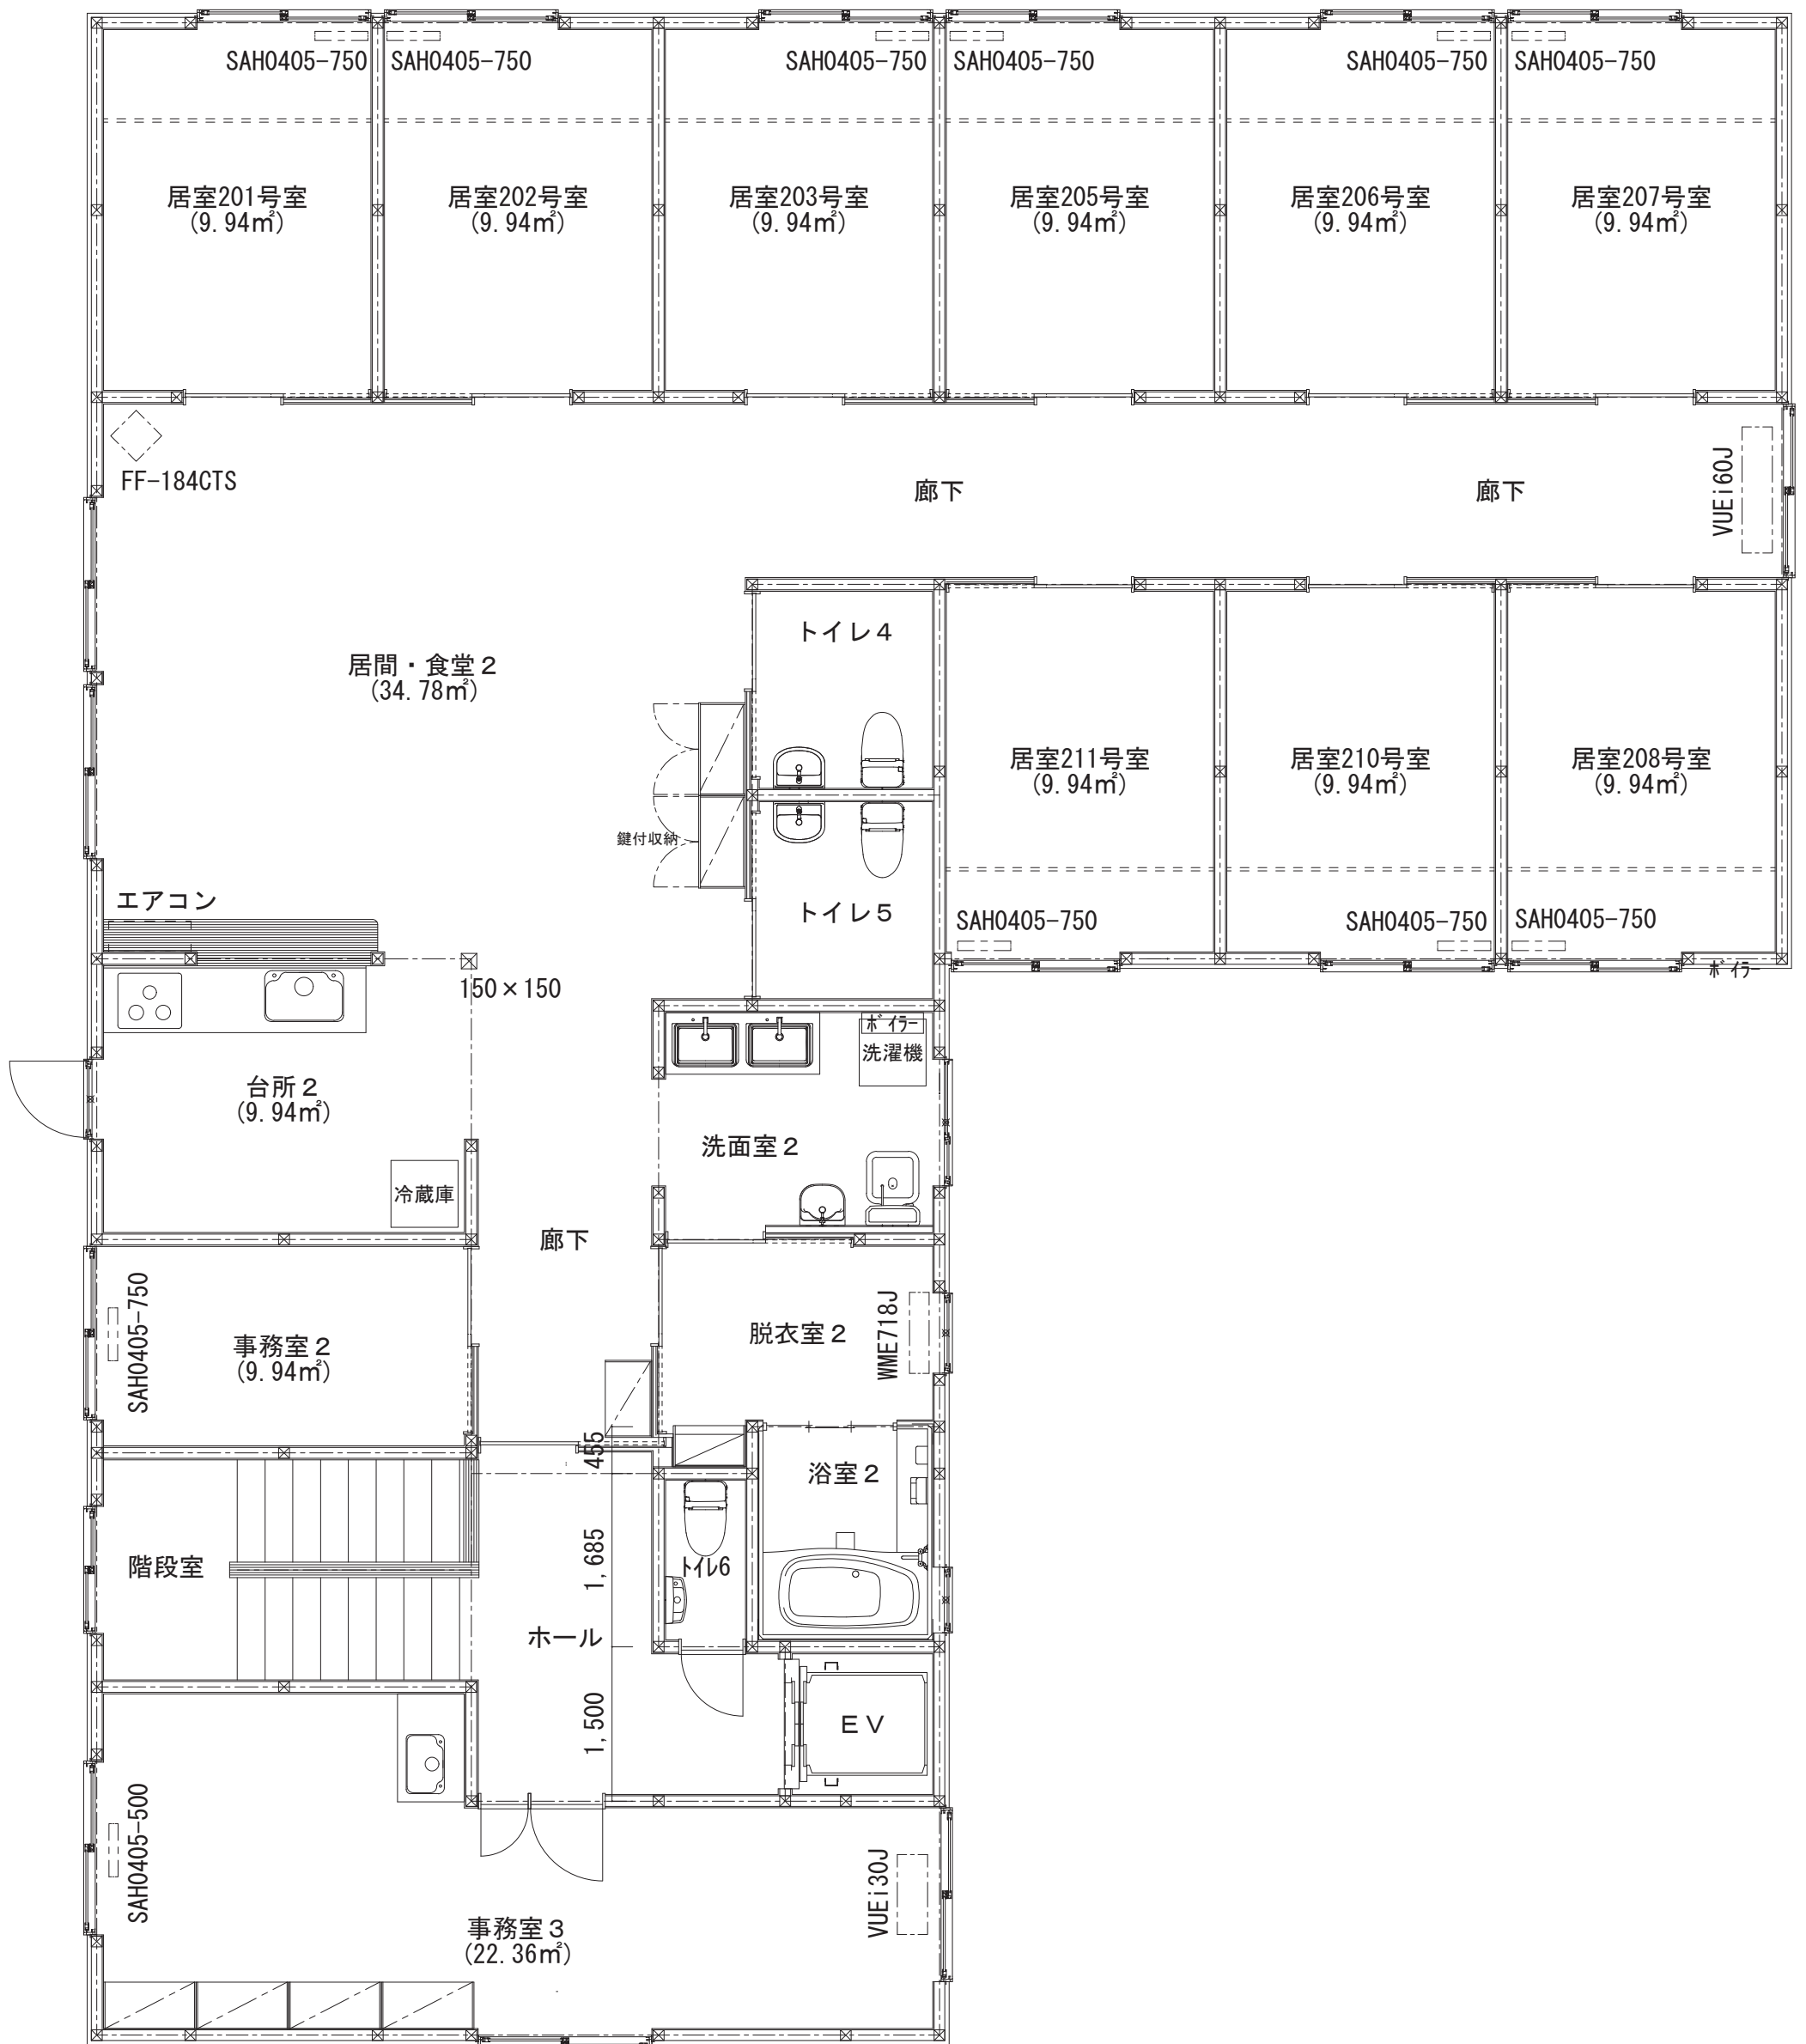 SAH0405-750
SAH0405-750
SAH0405-750
SAH0405-750
SAH0405-750
SAH0405-750
居室201号室
(9.94㎡)
居室202号室
(9.94㎡)
居室203号室
(9.94㎡)
居室205号室
(9.94㎡)
居室206号室
(9.94㎡)
居室207号室
(9.94㎡)
FF-184CTS
廊下
廊下
VUEi60J
トイレ4
居間・食堂2
(34.78㎡)
居室211号室
(9.94㎡)
居室210号室
(9.94㎡)
居室208号室
(9.94㎡)
鍵付収納
エアコン
トイレ5
SAH0405-750
SAH0405-750
SAH0405-750
ボイラー
150×150
ボイラー
洗濯機
台所2
(9.94㎡)
洗面室2
冷蔵庫
廊下
SAH0405-750
事務室2
(9.94㎡)
脱衣室2
WME718J
455
浴室2
階段室
1,685
トイレ6
ホール
1,500
EV
SAH0405-500
VUEi30J
事務室3
(22.36㎡)